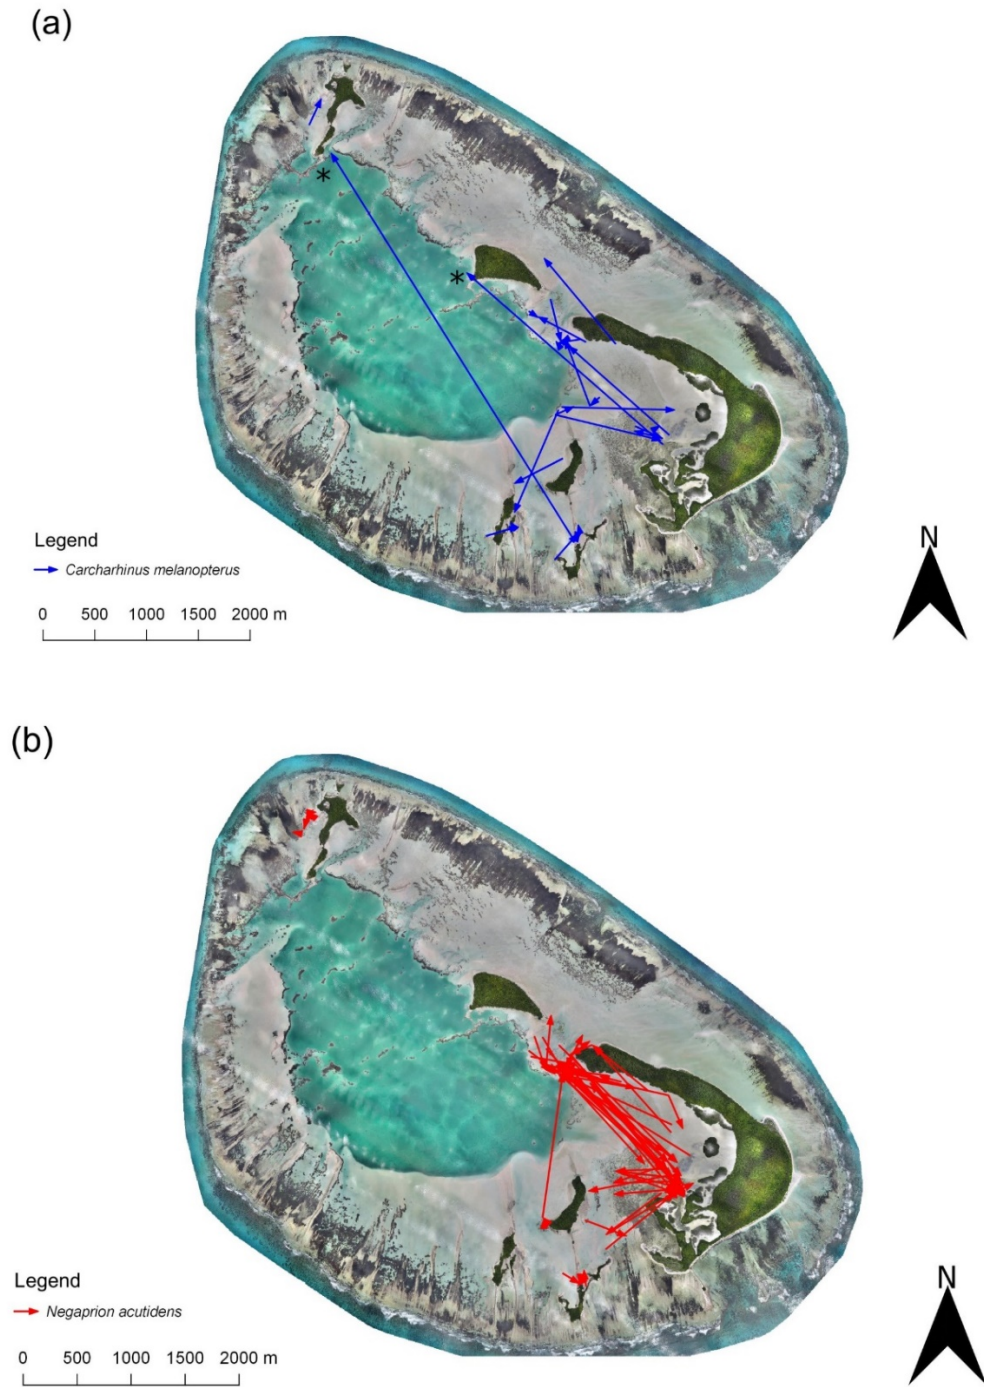 (a)
*
*
Legend
Carcharhinus melanopterus
0 500 1000 1500 2000 m
N
(b)
Legend
Negaprion acutidens
0 500 1000 1500 2000 m
N